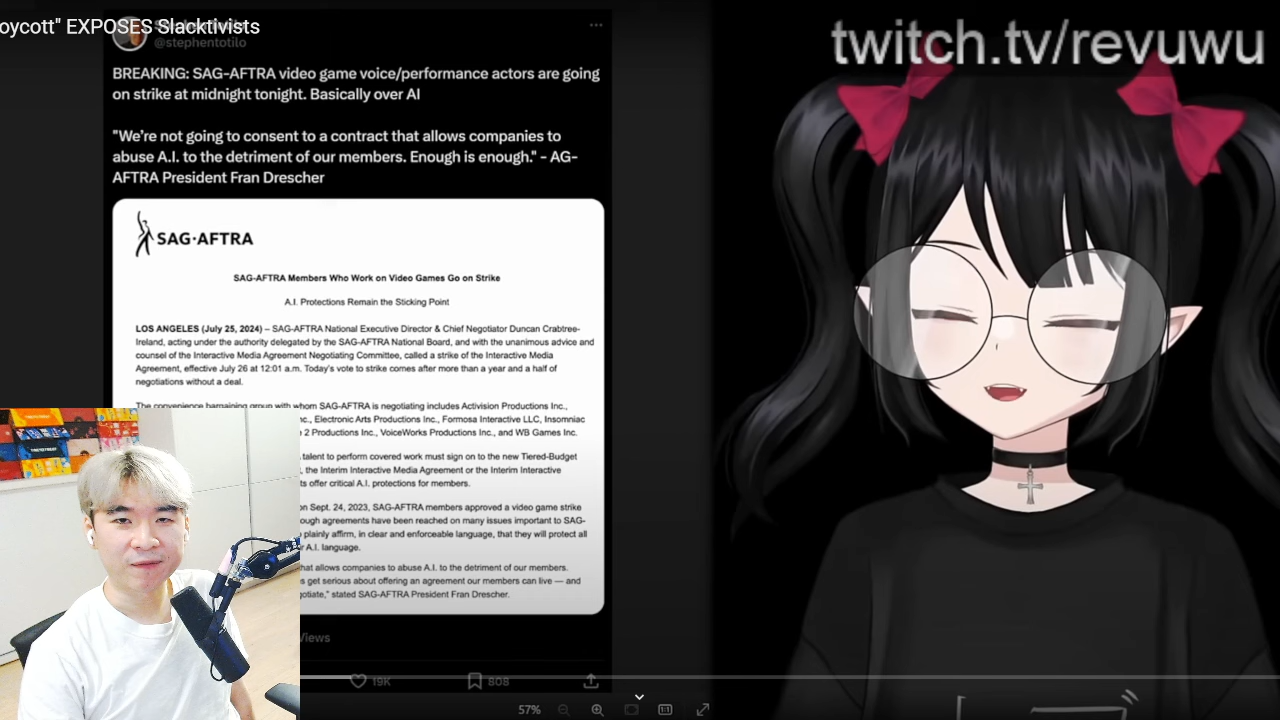 oycott" EXPOSES Slacktivists
twitch.tv/revuwu
@stephentotilo
BREAKING: SAG-AFTRA video game voice/performance actors are going
on strike at midnight tonight. Basically over AI
"We're not going to consent to a contract that allows companies to
abuse A.I. to the detriment of our members. Enough is enough." - AG-
AFTRA President Fran Drescher
SAG·AFTRA
SAG-AFTRA Members Who Work on Video Games Go on Strike
A.I. Protections Remain the Sticking Point
LOS ANGELES (July 25, 2024) – SAG-AFTRA National Executive Director & Chief Negotiator Duncan Crabtree-
Ireland, acting under the authority delegated by the SAG-AFTRA National Board, and with the unanimous advice and
counsel of the Interactive Media Agreement Negotiating Committee, called a strike of the Interactive Media
Agreement, effective July 26 at 12:01 a.m. Today's vote to strike comes after more than a year and a half of
negotiations without a deal.
The convenience bargaining group with whom SAG-AFTRA is negotiating includes Activision Productions Inc.,
nc., Electronic Arts Productions Inc., Formosa Interactive LLC, Insomniac
2 Productions Inc., VoiceWorks Productions Inc., and WB Games Inc.
talent to perform covered work must sign on to the new Tiered-Budget
, the Interim Interactive Media Agreement or the Interim Interactive
ts offer critical A.I. protections for members.
on Sept. 24, 2023, SAG-AFTRA members approved a video game strike
ough agreements have been reached on many issues important to SAG-
plainly affirm, in clear and enforceable language, that they will protect all
r A.I. language.
hat allows companies to abuse A.I. to the detriment of our members.
s get serious about offering an agreement our members can live — and
gotiate," stated SAG-AFTRA President Fran Drescher.
Views
19K
808
57%
1:1